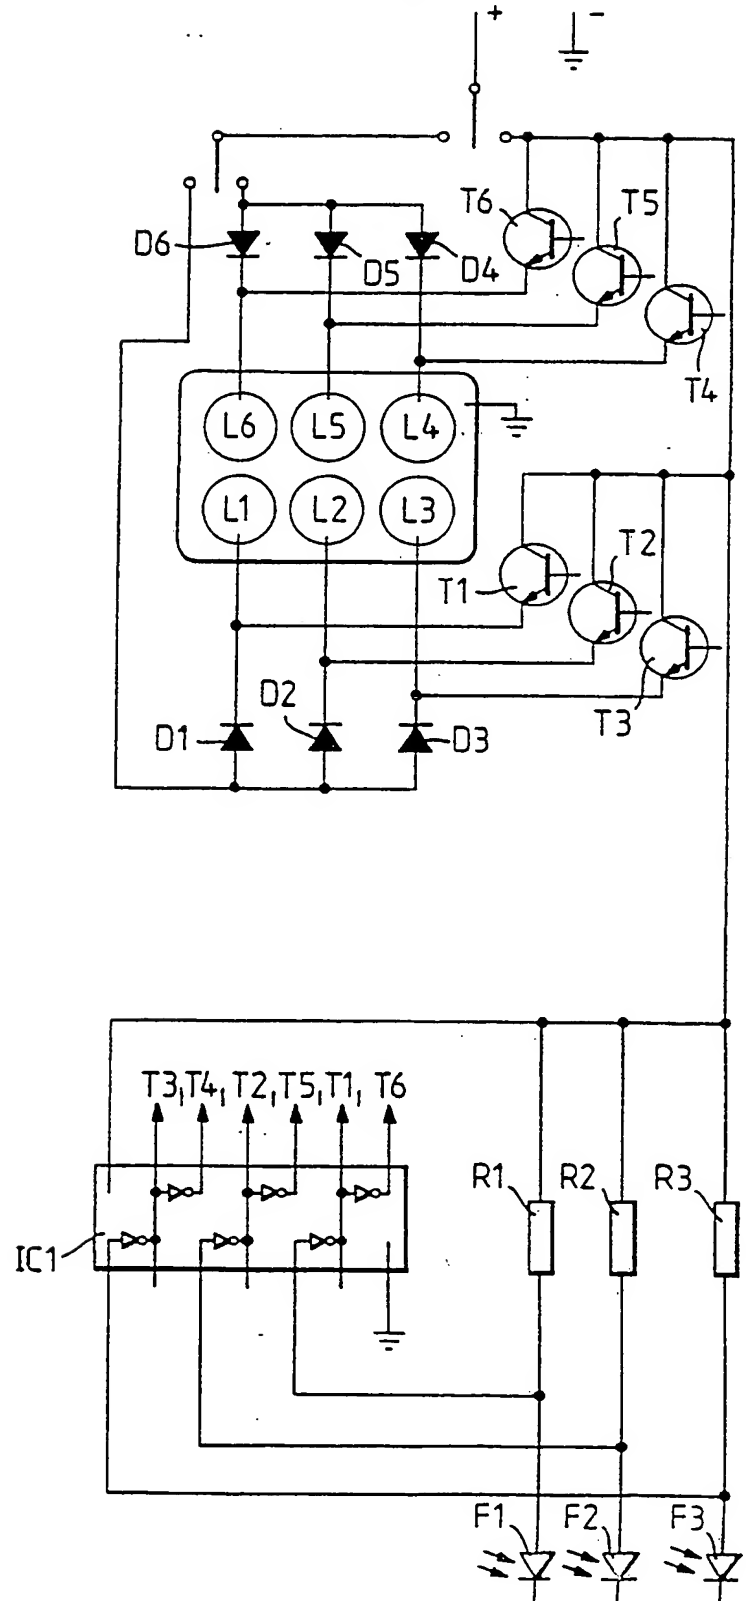 + -
T6
T5
D6
D5
D4
T4
L6 L5 L4
L1 L2 L3
T2
T1
D2
D1
D3
T3
T3, T4, T2, T5, T1, T6
R1 R2 R3
IC1
F1 F2 F3